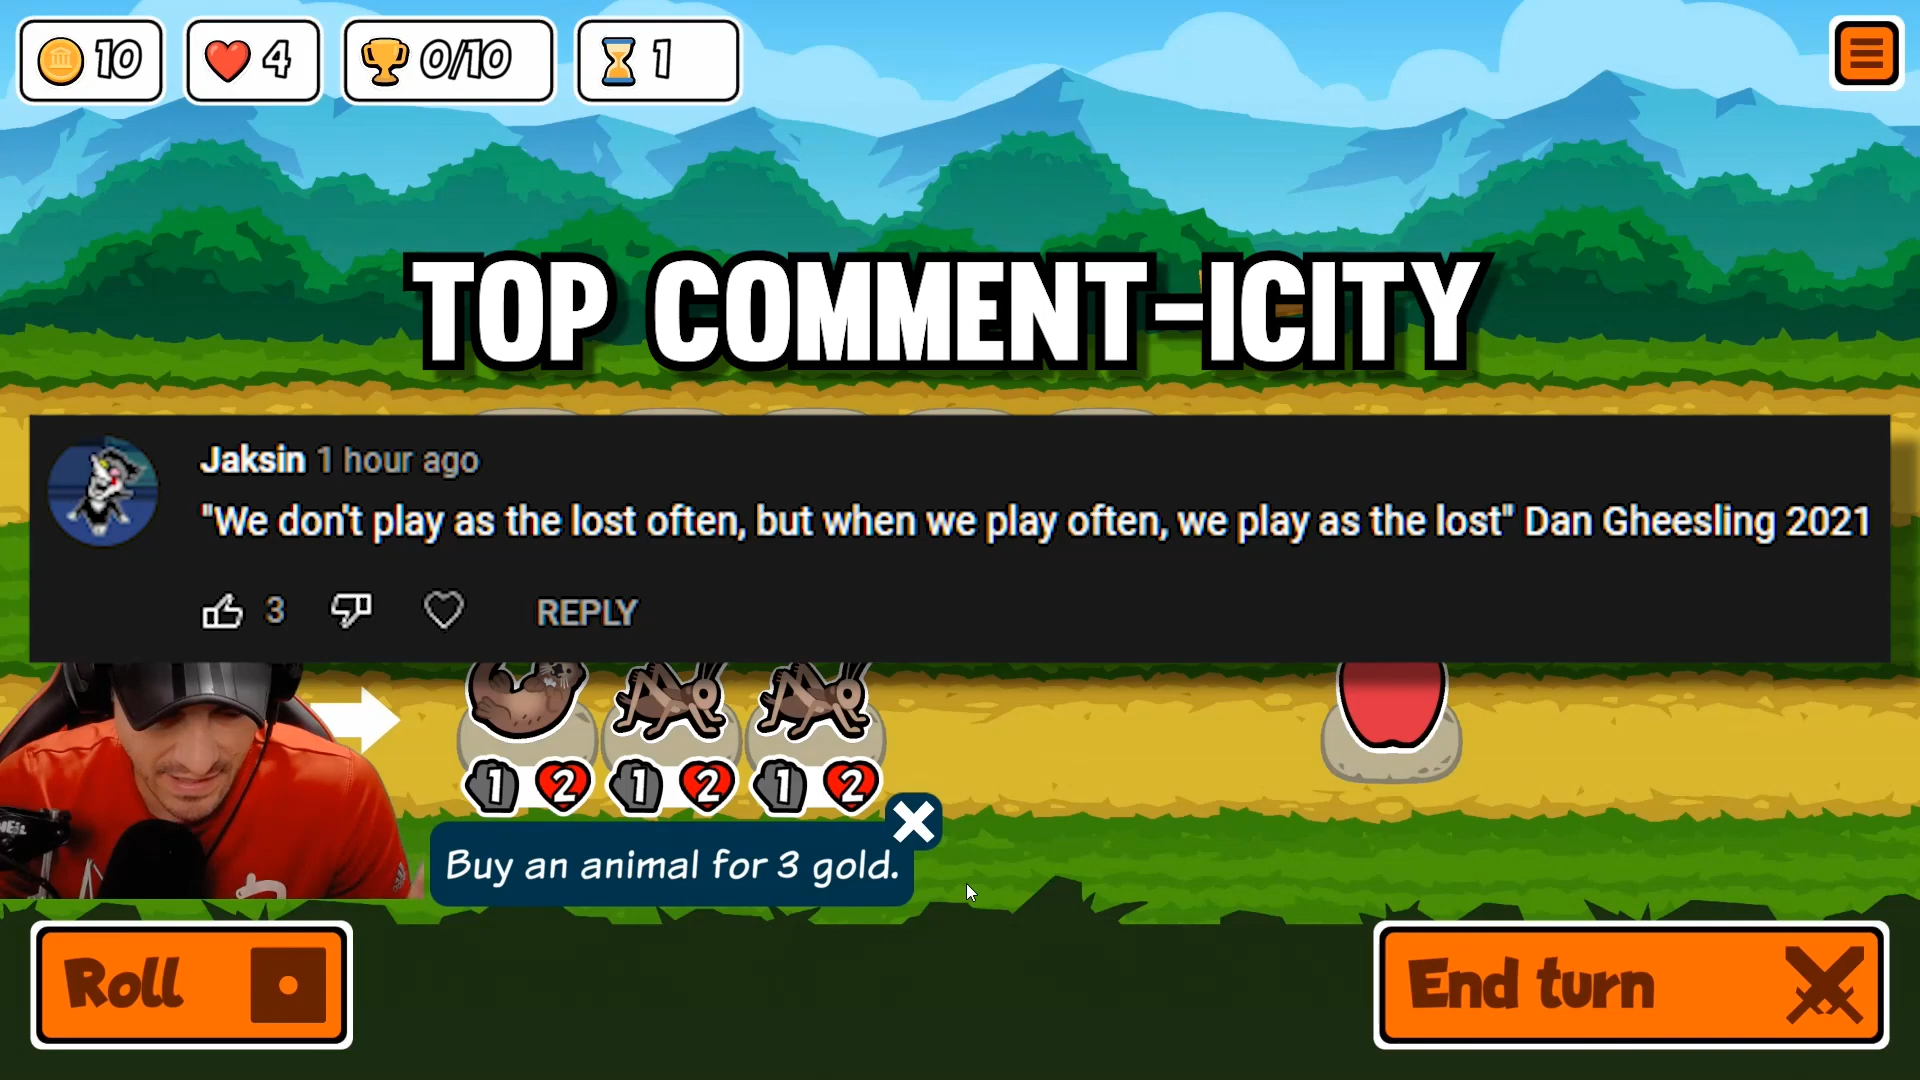 10
4
0/10
1
TOP COMMENT-ICITY
Jaksin 1 hour ago
"We don't play as the lost often, but when we play often, we play as the lost" Dan Gheesling 2021
3
REPLY
1 2 1 2 1 2
Buy an animal for 3 gold.
Roll
End turn